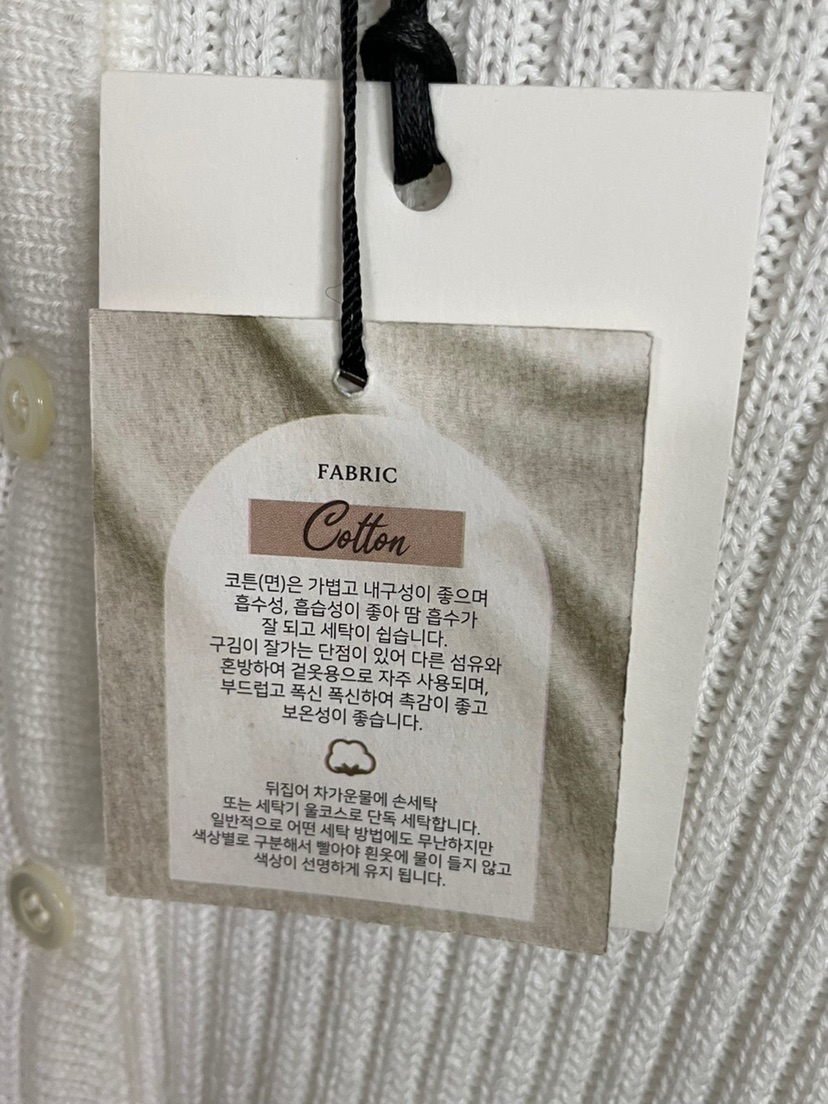 FABRIC
Cotton
코튼(면)은 가볍고 내구성이 좋으며
흡수성, 흡습성이 좋아 땀 흡수가
잘 되고 세탁이 쉽습니다.
구김이 잘가는 단점이 있어 다른 섬유와
혼방하여 겉옷용으로 자주 사용되며,
부드럽고 폭신 폭신하여 촉감이 좋고
보온성이 좋습니다.
뒤집어 차가운물에 손세탁
또는 세탁기 울코스로 단독 세탁합니다.
일반적으로 어떤 세탁 방법에도 무난하지만
색상별로 구분해서 빨아야 흰옷에 물이 들지 않고
색상이 선명하게 유지 됩니다.